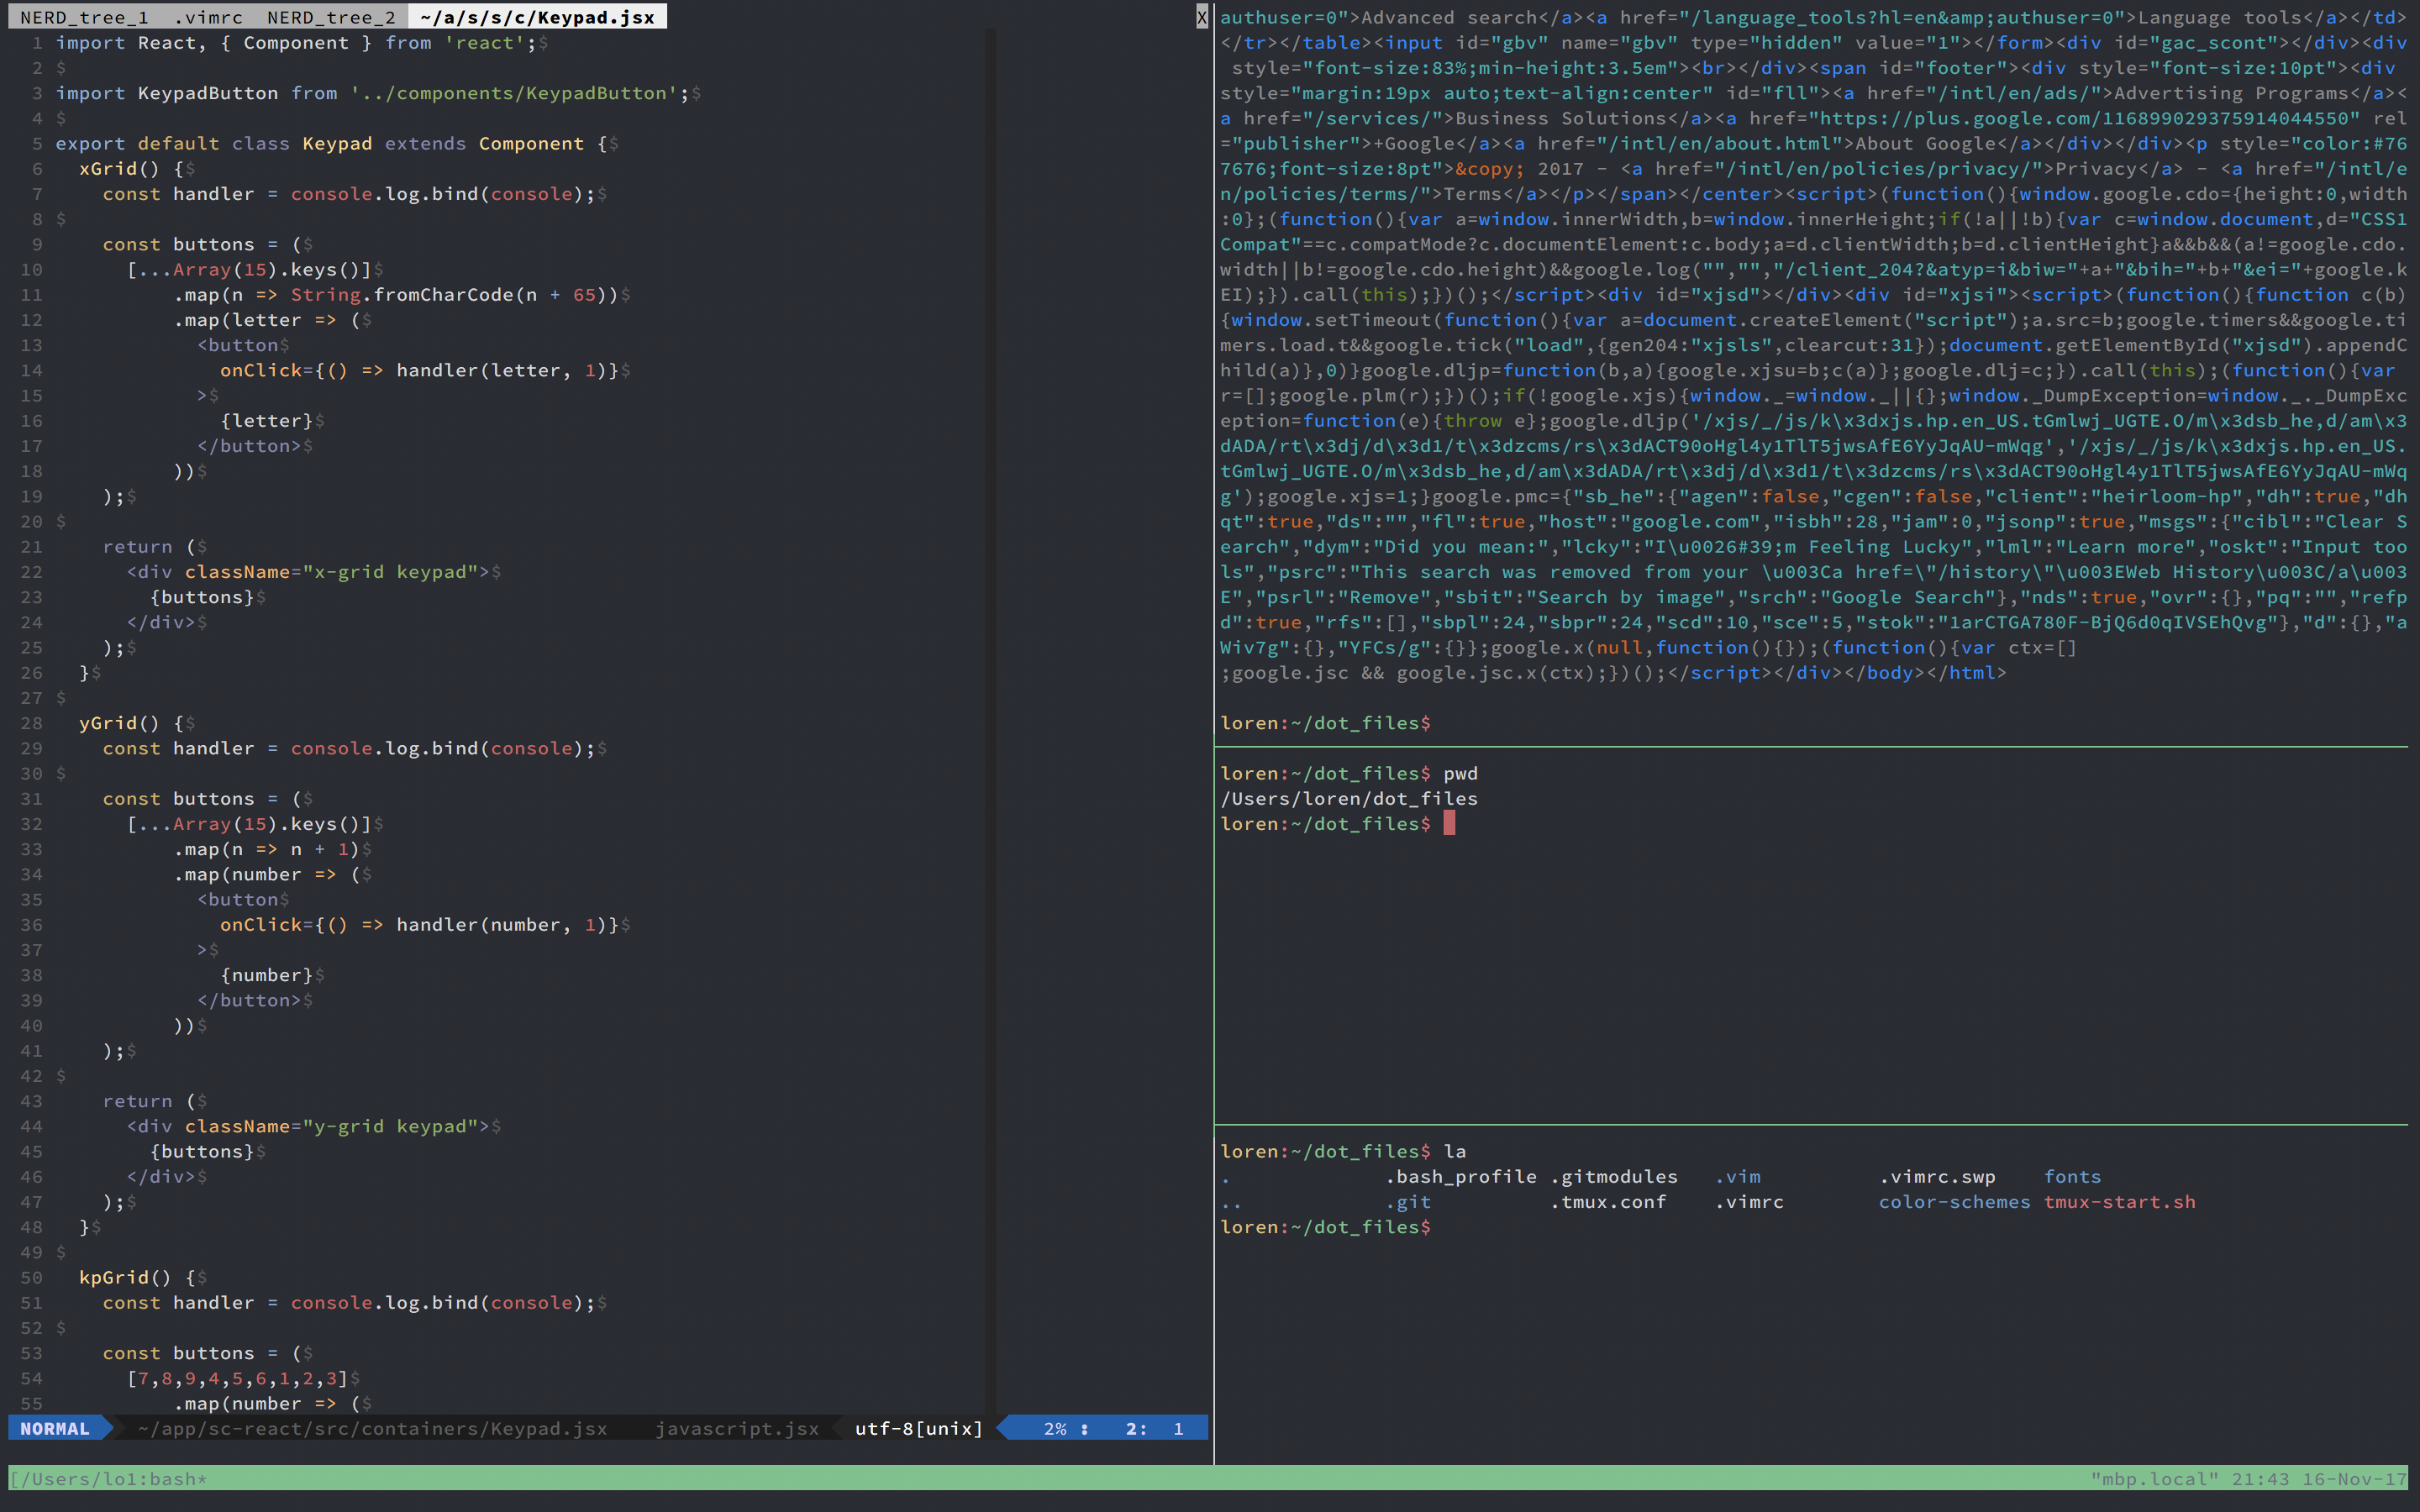 NERD_tree_1  .vimrc  NERD_tree_2  ~/a/s/s/c/Keypad.jsx X
1 import React, { Component } from 'react';$
2 $
3 import KeypadButton from '../components/KeypadButton';$
4 $
5 export default class Keypad extends Component {$
6   xGrid() {$
7     const handler = console.log.bind(console);$
8 $
9     const buttons = ($
10       [...Array(15).keys()]$
11           .map(n => String.fromCharCode(n + 65))$
12           .map(letter => ($
13             <button$
14               onClick={() => handler(letter, 1)}$
15             >$
16               {letter}$
17             </button>$
18           ))$
19     );$
20 $
21     return ($
22       <div className="x-grid keypad">$
23         {buttons}$
24       </div>$
25     );$
26   }$
27 $
28   yGrid() {$
29     const handler = console.log.bind(console);$
30 $
31     const buttons = ($
32       [...Array(15).keys()]$
33           .map(n => n + 1)$
34           .map(number => ($
35             <button$
36               onClick={() => handler(number, 1)}$
37             >$
38               {number}$
39             </button>$
40           ))$
41     );$
42 $
43     return ($
44       <div className="y-grid keypad">$
45         {buttons}$
46       </div>$
47     );$
48   }$
49 $
50   kpGrid() {$
51     const handler = console.log.bind(console);$
52 $
53     const buttons = ($
54       [7,8,9,4,5,6,1,2,3]$
55           .map(number => ($
NORMAL  ~/app/sc-react/src/containers/Keypad.jsx  javascript.jsx  utf-8[unix]  2% :  2:  1
authuser=0">Advanced search</a><a href="/language_tools?hl=en&amp;authuser=0">Language tools</a></td>
</tr></table><input id="gbv" name="gbv" type="hidden" value="1"></form><div id="gac_scont"></div><div
 style="font-size:83%;min-height:3.5em"><br></div><span id="footer"><div style="font-size:10pt"><div
style="margin:19px auto;text-align:center" id="fll"><a href="/intl/en/ads/">Advertising Programs</a><
a href="/services/">Business Solutions</a><a href="https://plus.google.com/116899029375914044550" rel
="publisher">+Google</a><a href="/intl/en/about.html">About Google</a></div></div><p style="color:#76
7676;font-size:8pt">&copy; 2017 - <a href="/intl/en/policies/privacy/">Privacy</a> - <a href="/intl/e
n/policies/terms/">Terms</a></p></span></center><script>(function(){window.google.cdo={height:0,width
:0};(function(){var a=window.innerWidth,b=window.innerHeight;if(!a||!b){var c=window.document,d="CSS1
Compat"==c.compatMode?c.documentElement:c.body;a=d.clientWidth;b=d.clientHeight}a&&b&&(a!=google.cdo.
width||b!=google.cdo.height)&&google.log("","","/client_204?&atyp=i&biw="+a+"&bih="+b+"&ei="+google.k
EI);}).call(this);})();</script><div id="xjsd"></div><div id="xjsi"><script>(function(){function c(b)
{window.setTimeout(function(){var a=document.createElement("script");a.src=b;google.timers&&google.ti
mers.load.t&&google.tick("load",{gen204:"xjsls",clearcut:31});document.getElementById("xjsd").appendC
hild(a)},0)}google.dljp=function(b,a){google.xjsu=b;c(a)};google.dlj=c;}).call(this);(function(){var
r=[];google.plm(r);})();if(!google.xjs){window._=window._||{};window._DumpException=window._._DumpExc
eption=function(e){throw e};google.dljp('/xjs/_/js/k\x3dxjs.hp.en_US.tGmlwj_UGTE.O/m\x3dsb_he,d/am\x3
dADA/rt\x3dj/d\x3d1/t\x3dzcms/rs\x3dACT90oHgl4y1TlT5jwsAfE6YyJqAU-mWqg','/xjs/_/js/k\x3dxjs.hp.en_US.
tGmlwj_UGTE.O/m\x3dsb_he,d/am\x3dADA/rt\x3dj/d\x3d1/t\x3dzcms/rs\x3dACT90oHgl4y1TlT5jwsAfE6YyJqAU-mWq
g');google.xjs=1;}google.pmc={"sb_he":{"agen":false,"cgen":false,"client":"heirloom-hp","dh":true,"dh
qt":true,"ds":"","fl":true,"host":"google.com","isbh":28,"jam":0,"jsonp":true,"msgs":{"cibl":"Clear S
earch","dym":"Did you mean:","lcky":"I\u0026#39;m Feeling Lucky","lml":"Learn more","oskt":"Input too
ls","psrc":"This search was removed from your \u003Ca href=\"/history\"\u003EWeb History\u003C/a\u003
E","psrl":"Remove","sbit":"Search by image","srch":"Google Search"},"nds":true,"ovr":{},"pq":"","refp
d":true,"rfs":[],"sbpl":24,"sbpr":24,"scd":10,"sce":5,"stok":"1arCTGA780F-BjQ6d0qIVSEhQvg"},"d":{},"a
Wiv7g":{},"YFCs/g":{}};google.x(null,function(){});(function(){var ctx=[]
;google.jsc && google.jsc.x(ctx);})();</script></div></body></html>
loren:~/dot_files$
loren:~/dot_files$ pwd
/Users/loren/dot_files
loren:~/dot_files$
loren:~/dot_files$ la
.  .bash_profile  .gitmodules  .vim  .vimrc.swp  fonts
..  .git  .tmux.conf  .vimrc  color-schemes  tmux-start.sh
loren:~/dot_files$
[/Users/lo1:bash*  "mbp.local" 21:43 16-Nov-17